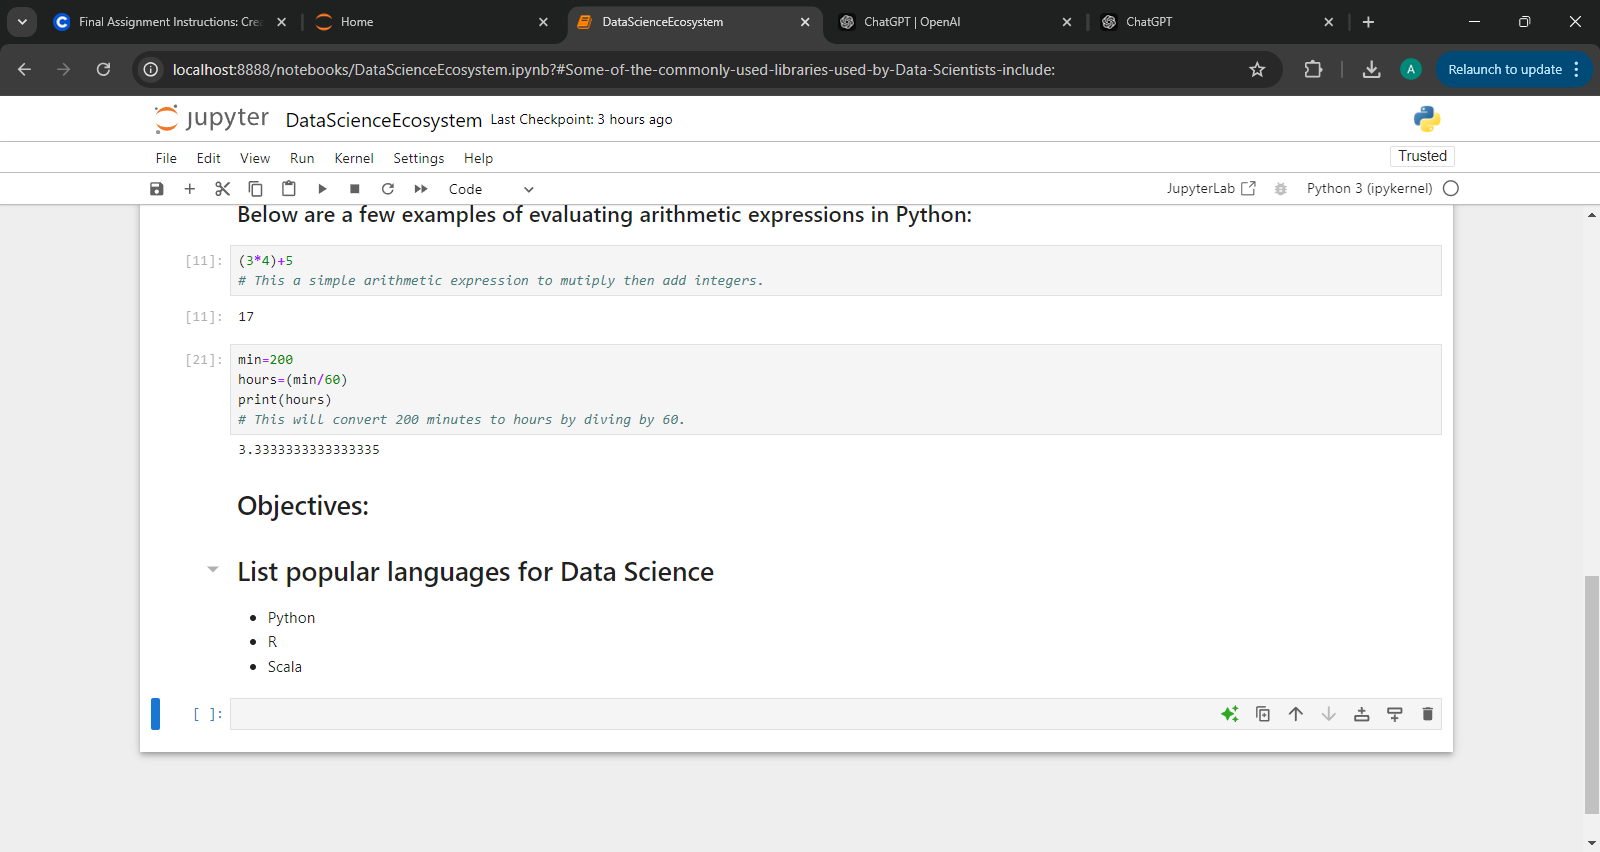 Final Assignment Instructions: Cre
Home
DataScienceEcosystem
ChatGPT | OpenAI
ChatGPT
localhost:8888/notebooks/DataScienceEcosystem.ipynb?#Some-of-the-commonly-used-libraries-used-by-Data-Scientists-include:
A
Relaunch to update
jupyter DataScienceEcosystem Last Checkpoint: 3 hours ago
File Edit View Run Kernel Settings Help
Trusted
Code
JupyterLab
Python 3 (ipykernel)
Below are a few examples of evaluating arithmetic expressions in Python:
[11]: (3*4)+5
# This a simple arithmetic expression to mutiply then add integers.
[11]: 17
[21]: min=200
hours=(min/60)
print(hours)
# This will convert 200 minutes to hours by diving by 60.
3.3333333333333335
Objectives:
List popular languages for Data Science
• Python
• R
• Scala
[ ]: